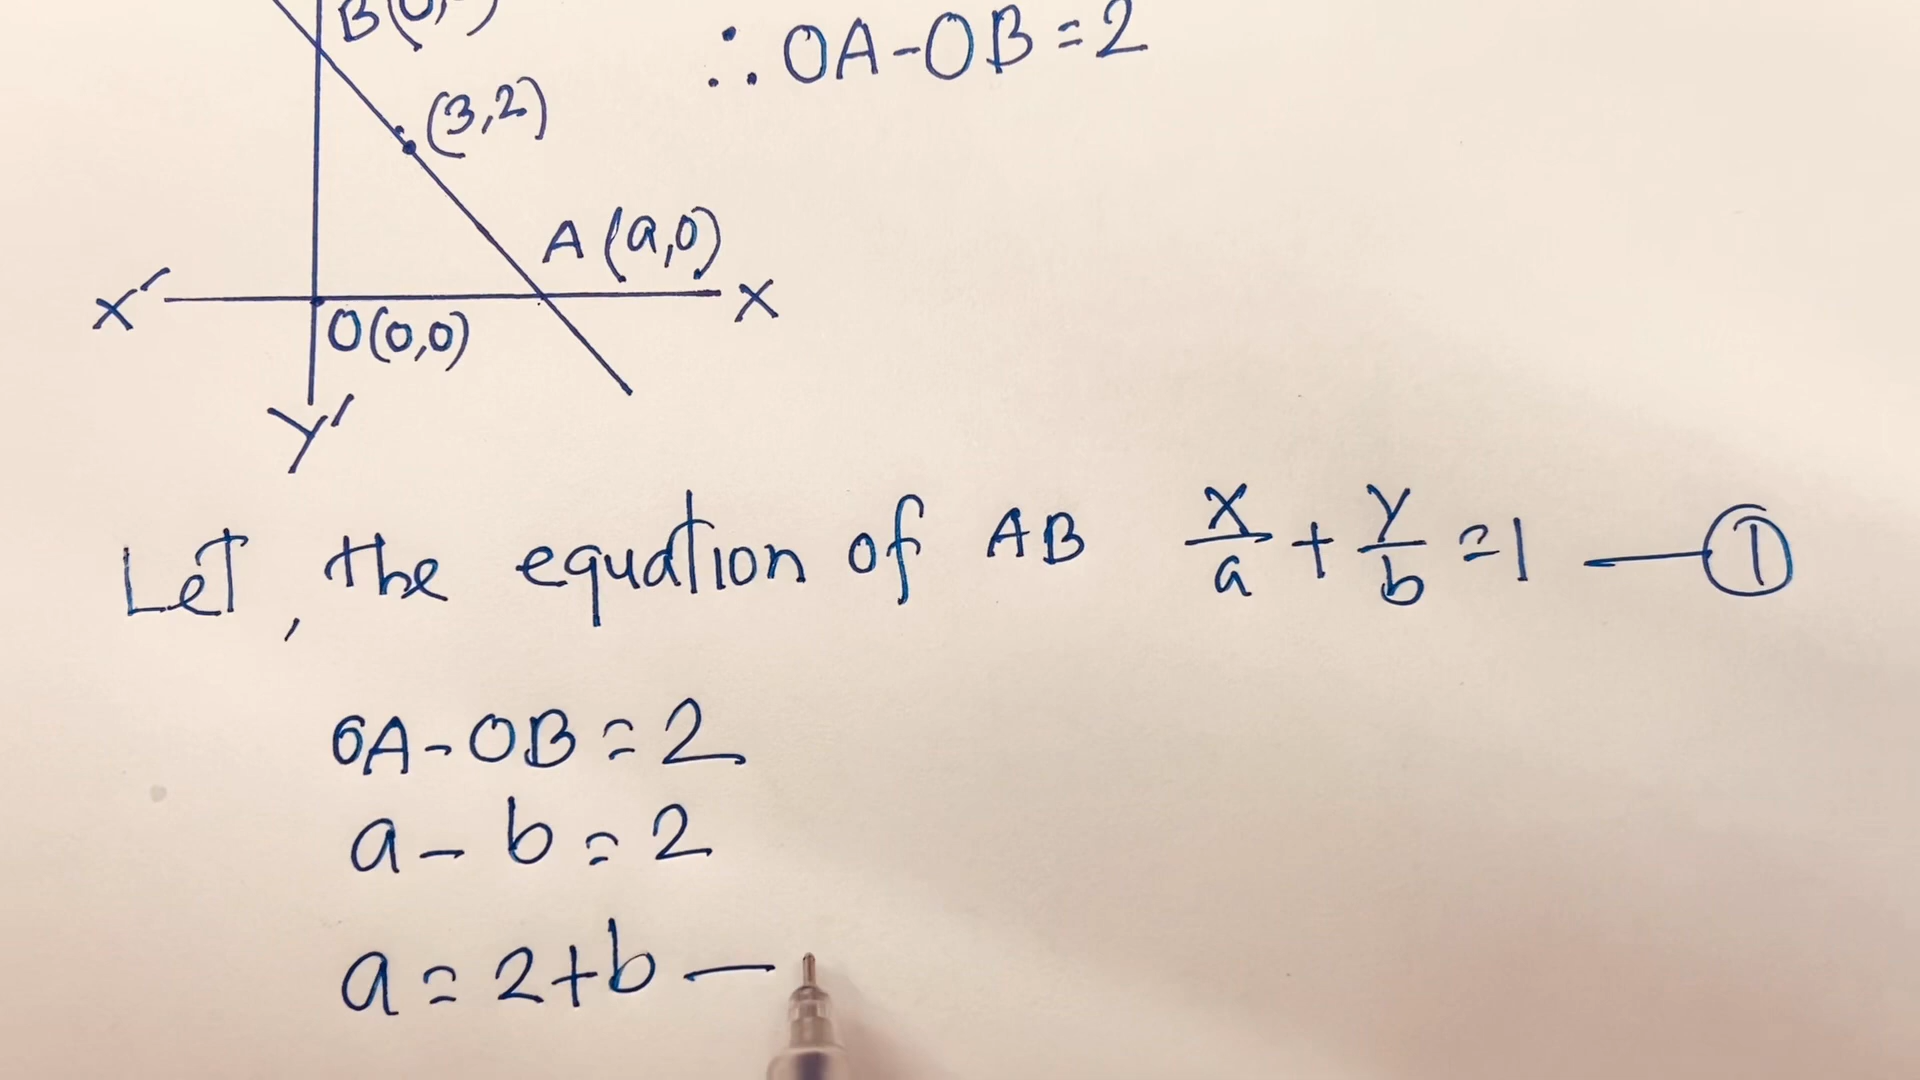 ∴ OA-OB=2
(3,2)
A(a,0)
X′
X
O(0,0)
Y′
Let, the equation of AB x/a + y/b = 1 — ①
OA-OB=2
a-b=2
a=2+b —